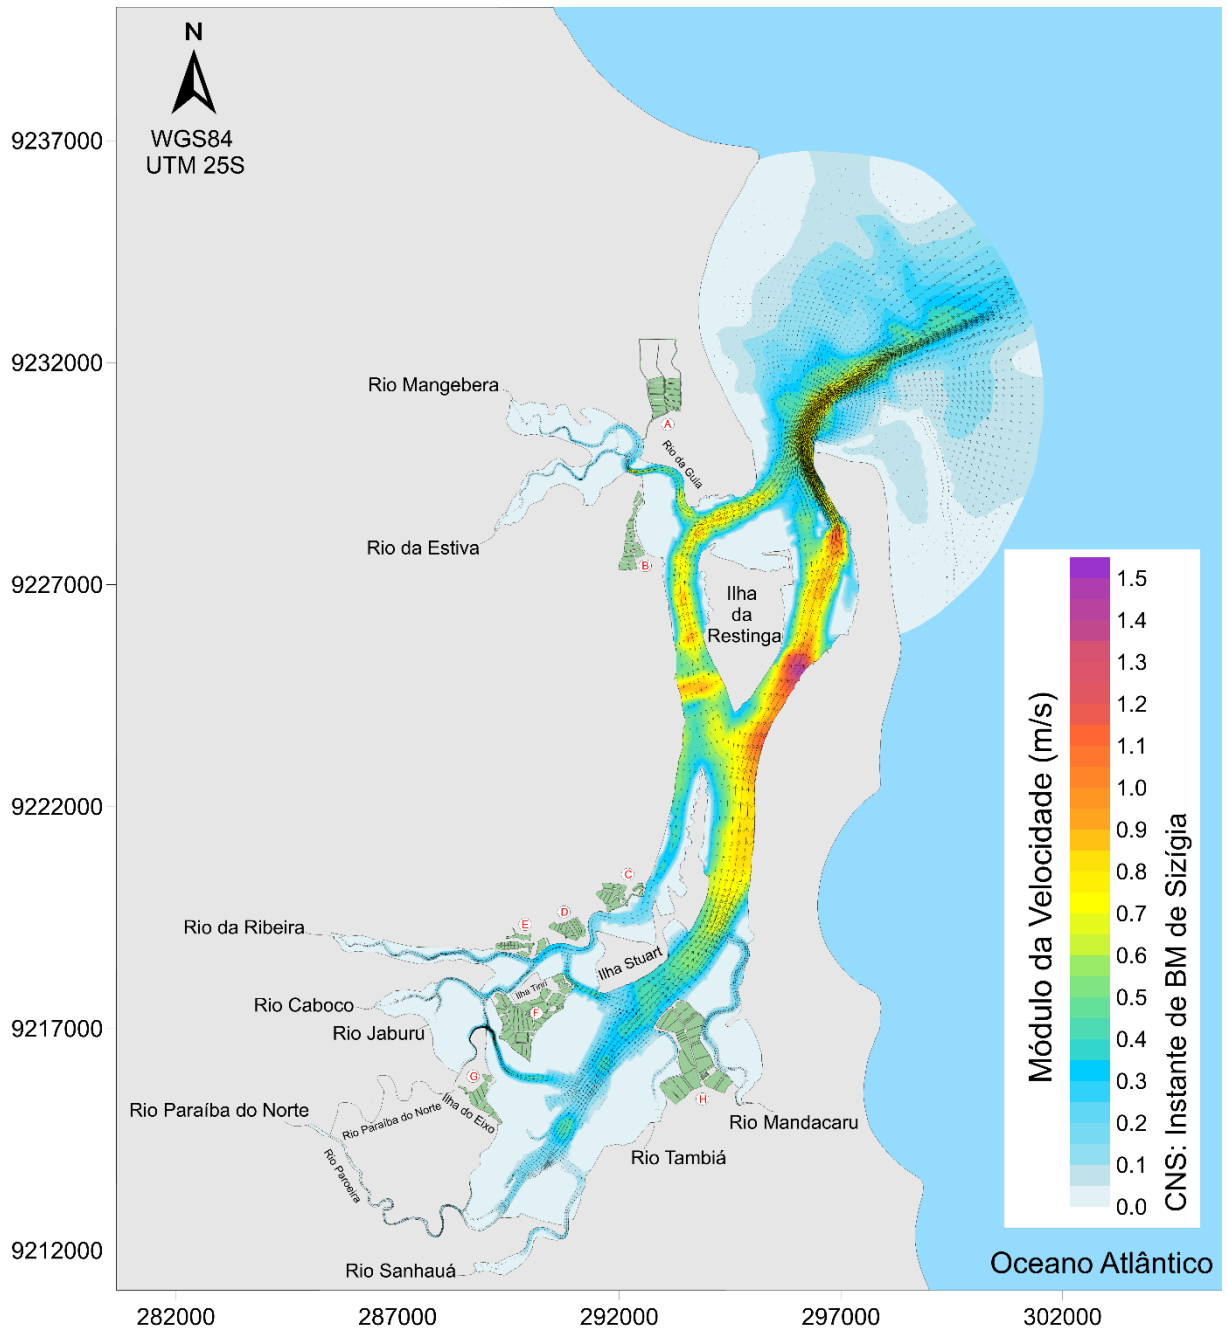 N
WGS84
UTM 25S
9237000
9232000
9227000
9222000
9217000
9212000
Rio Mangebera
A
Rio da Guia
Rio da Estiva
B
Ilha
da
Restinga
C
D
E
Rio da Ribeira
Ilha Stuart
Ilha Tiriri
Rio Caboco
F
Rio Jaburú
G
Rio Paraíba do Norte
Rio Paraíba do Norte
Ilha do Eixo
H
Rio Mandacaru
Rio Tambiá
Rio Paroeira
Rio Sanhauá
Módulo da Velocidade (m/s)
1.5
1.4
1.3
1.2
1.1
1.0
0.9
0.8
0.7
0.6
0.5
0.4
0.3
0.2
0.1
0.0
CNS: Instante de BM de Sizígia
Oceano Atlântico
282000
287000
292000
297000
302000